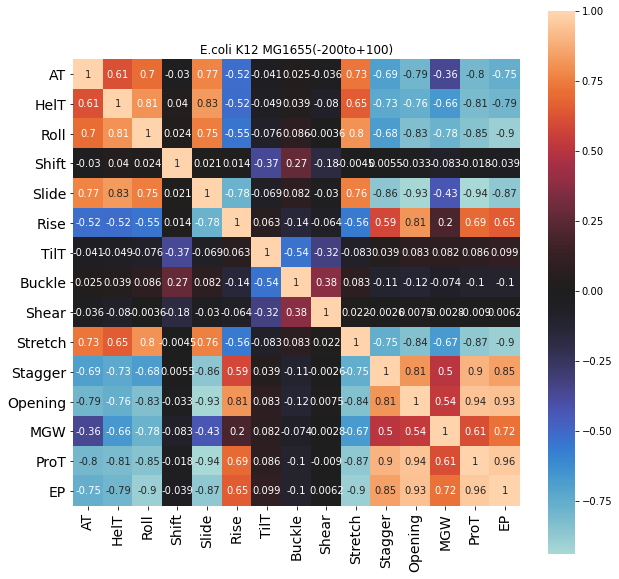 E.coli K12 MG1655(-200to+100)
AT 1 0.61 0.7 -0.03 0.77 -0.52 -0.041 0.025 -0.036 0.73 -0.69 -0.79 -0.36 -0.8 -0.75
HelT 0.61 1 0.81 0.04 0.83 -0.52 -0.049 0.039 -0.08 0.65 -0.73 -0.76 -0.66 -0.81 -0.79
Roll 0.7 0.81 1 0.024 0.75 -0.55 -0.076 0.086 -0.0036 0.8 -0.68 -0.83 -0.78 -0.85 -0.9
Shift -0.03 0.04 0.024 1 0.021 0.014 -0.37 0.27 -0.18 -0.0045 0.0055 -0.033 -0.083 -0.018 -0.039
Slide 0.77 0.83 0.75 0.021 1 -0.78 -0.069 0.082 -0.03 0.76 -0.86 -0.93 -0.43 -0.94 -0.87
Rise -0.52 -0.52 -0.55 0.014 -0.78 1 0.063 -0.14 -0.064 -0.56 0.59 0.81 0.2 0.69 0.65
TilT -0.041 -0.049 -0.076 -0.37 -0.069 0.063 1 -0.54 -0.32 -0.083 0.039 0.083 0.082 0.086 0.099
Buckle 0.025 0.039 0.086 0.27 0.082 -0.14 -0.54 1 0.38 0.083 -0.11 -0.12 -0.074 -0.1 -0.1
Shear -0.036 -0.08 -0.0036 -0.18 -0.03 -0.064 -0.32 0.38 1 0.022 -0.0026 0.0075 -0.0028 -0.009 0.0062
Stretch 0.73 0.65 0.8 -0.0045 0.76 -0.56 -0.083 0.083 0.022 1 -0.75 -0.84 -0.67 -0.87 -0.9
Stagger -0.69 -0.73 -0.68 0.0055 -0.86 0.59 0.039 -0.11 -0.0026 -0.75 1 0.81 0.5 0.9 0.85
Opening -0.79 -0.76 -0.83 -0.033 -0.93 0.81 0.083 -0.12 0.0075 -0.84 0.81 1 0.54 0.94 0.93
MGW -0.36 -0.66 -0.78 -0.083 -0.43 0.2 0.082 -0.074 -0.0028 -0.67 0.5 0.54 1 0.61 0.72
ProT -0.8 -0.81 -0.85 -0.018 -0.94 0.69 0.086 -0.1 -0.009 -0.87 0.9 0.94 0.61 1 0.96
EP -0.75 -0.79 -0.9 -0.039 -0.87 0.65 0.099 -0.1 0.0062 -0.9 0.85 0.93 0.72 0.96 1
AT HelT Roll Shift Slide Rise TilT Buckle Shear Stretch Stagger Opening MGW ProT EP
1.00
0.75
0.50
0.25
0.00
−0.25
−0.50
−0.75